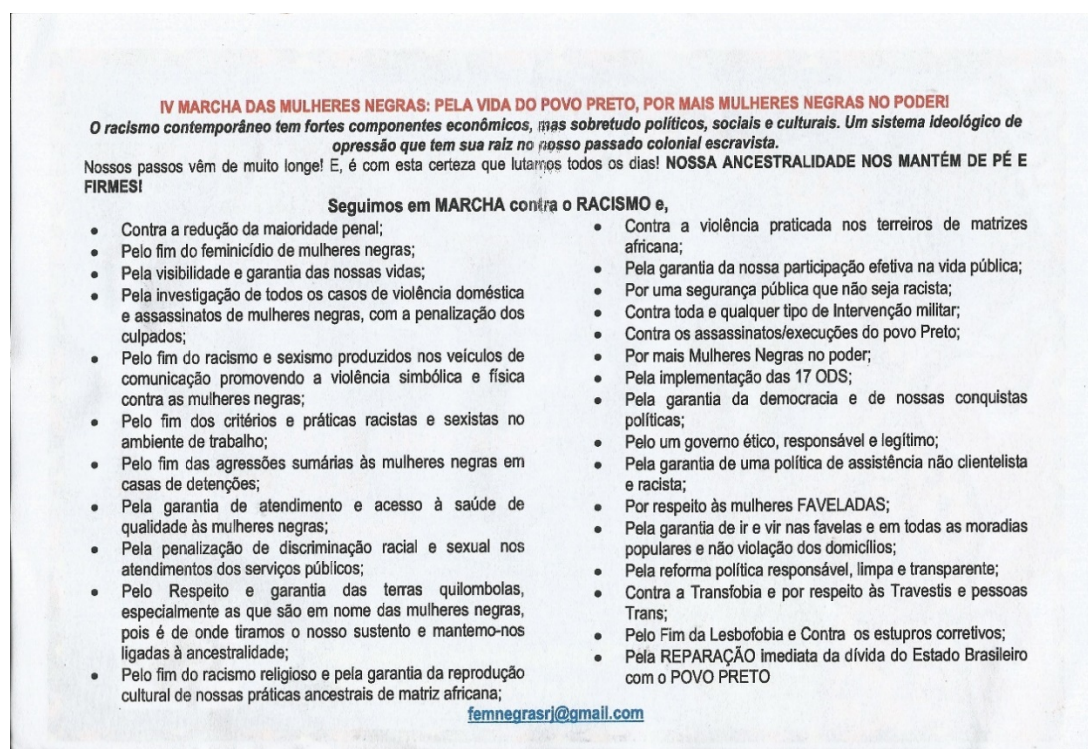 IV MARCHA DAS MULHERES NEGRAS: PELA VIDA DO POVO PRETO, POR MAIS MULHERES NEGRAS NO PODER!
O racismo contemporâneo tem fortes componentes econômicos, mas sobretudo políticos, sociais e culturais. Um sistema ideológico de
opressão que tem sua raiz no nosso passado colonial escravista.
Nossos passos vêm de muito longe! E, é com esta certeza que lutamos todos os dias! NOSSA ANCESTRALIDADE NOS MANTÉM DE PÉ E
FIRMES!
Seguimos em MARCHA contra o RACISMO e,
• Contra a redução da maioridade penal;
• Pelo fim do feminicídio de mulheres negras;
• Pela visibilidade e garantia das nossas vidas;
• Pela investigação de todos os casos de violência doméstica
e assassinatos de mulheres negras, com a penalização dos
culpados;
• Pelo fim do racismo e sexismo produzidos nos veículos de
comunicação promovendo a violência simbólica e física
contra as mulheres negras;
• Pelo fim dos critérios e práticas racistas e sexistas no
ambiente de trabalho;
• Pelo fim das agressões sumárias às mulheres negras em
casas de detenções;
• Pela garantia de atendimento e acesso à saúde de
qualidade às mulheres negras;
• Pela penalização de discriminação racial e sexual nos
atendimentos dos serviços públicos;
• Pelo Respeito e garantia das terras quilombolas,
especialmente as que são em nome das mulheres negras,
pois é de onde tiramos o nosso sustento e mantemo-nos
ligadas à ancestralidade;
• Pelo fim do racismo religioso e pela garantia da reprodução
cultural de nossas práticas ancestrais de matriz africana;
• Contra a violência praticada nos terreiros de matrizes
africana;
• Pela garantia da nossa participação efetiva na vida pública;
• Por uma segurança pública que não seja racista;
• Contra toda e qualquer tipo de Intervenção militar;
• Contra os assassinatos/execuções do povo Preto;
• Por mais Mulheres Negras no poder;
• Pela implementação das 17 ODS;
• Pela garantia da democracia e de nossas conquistas
políticas;
• Pelo um governo ético, responsável e legítimo;
• Pela garantia de uma política de assistência não clientelista
e racista;
• Por respeito às mulheres FAVELADAS;
• Pela garantia de ir e vir nas favelas e em todas as moradias
populares e não violação dos domicílios;
• Pela reforma política responsável, limpa e transparente;
• Contra a Transfobia e por respeito às Travestis e pessoas
Trans;
• Pelo Fim da Lesbofobia e Contra os estupros corretivos;
• Pela REPARAÇÃO imediata da dívida do Estado Brasileiro
com o POVO PRETO
femnegrasrj@gmail.com